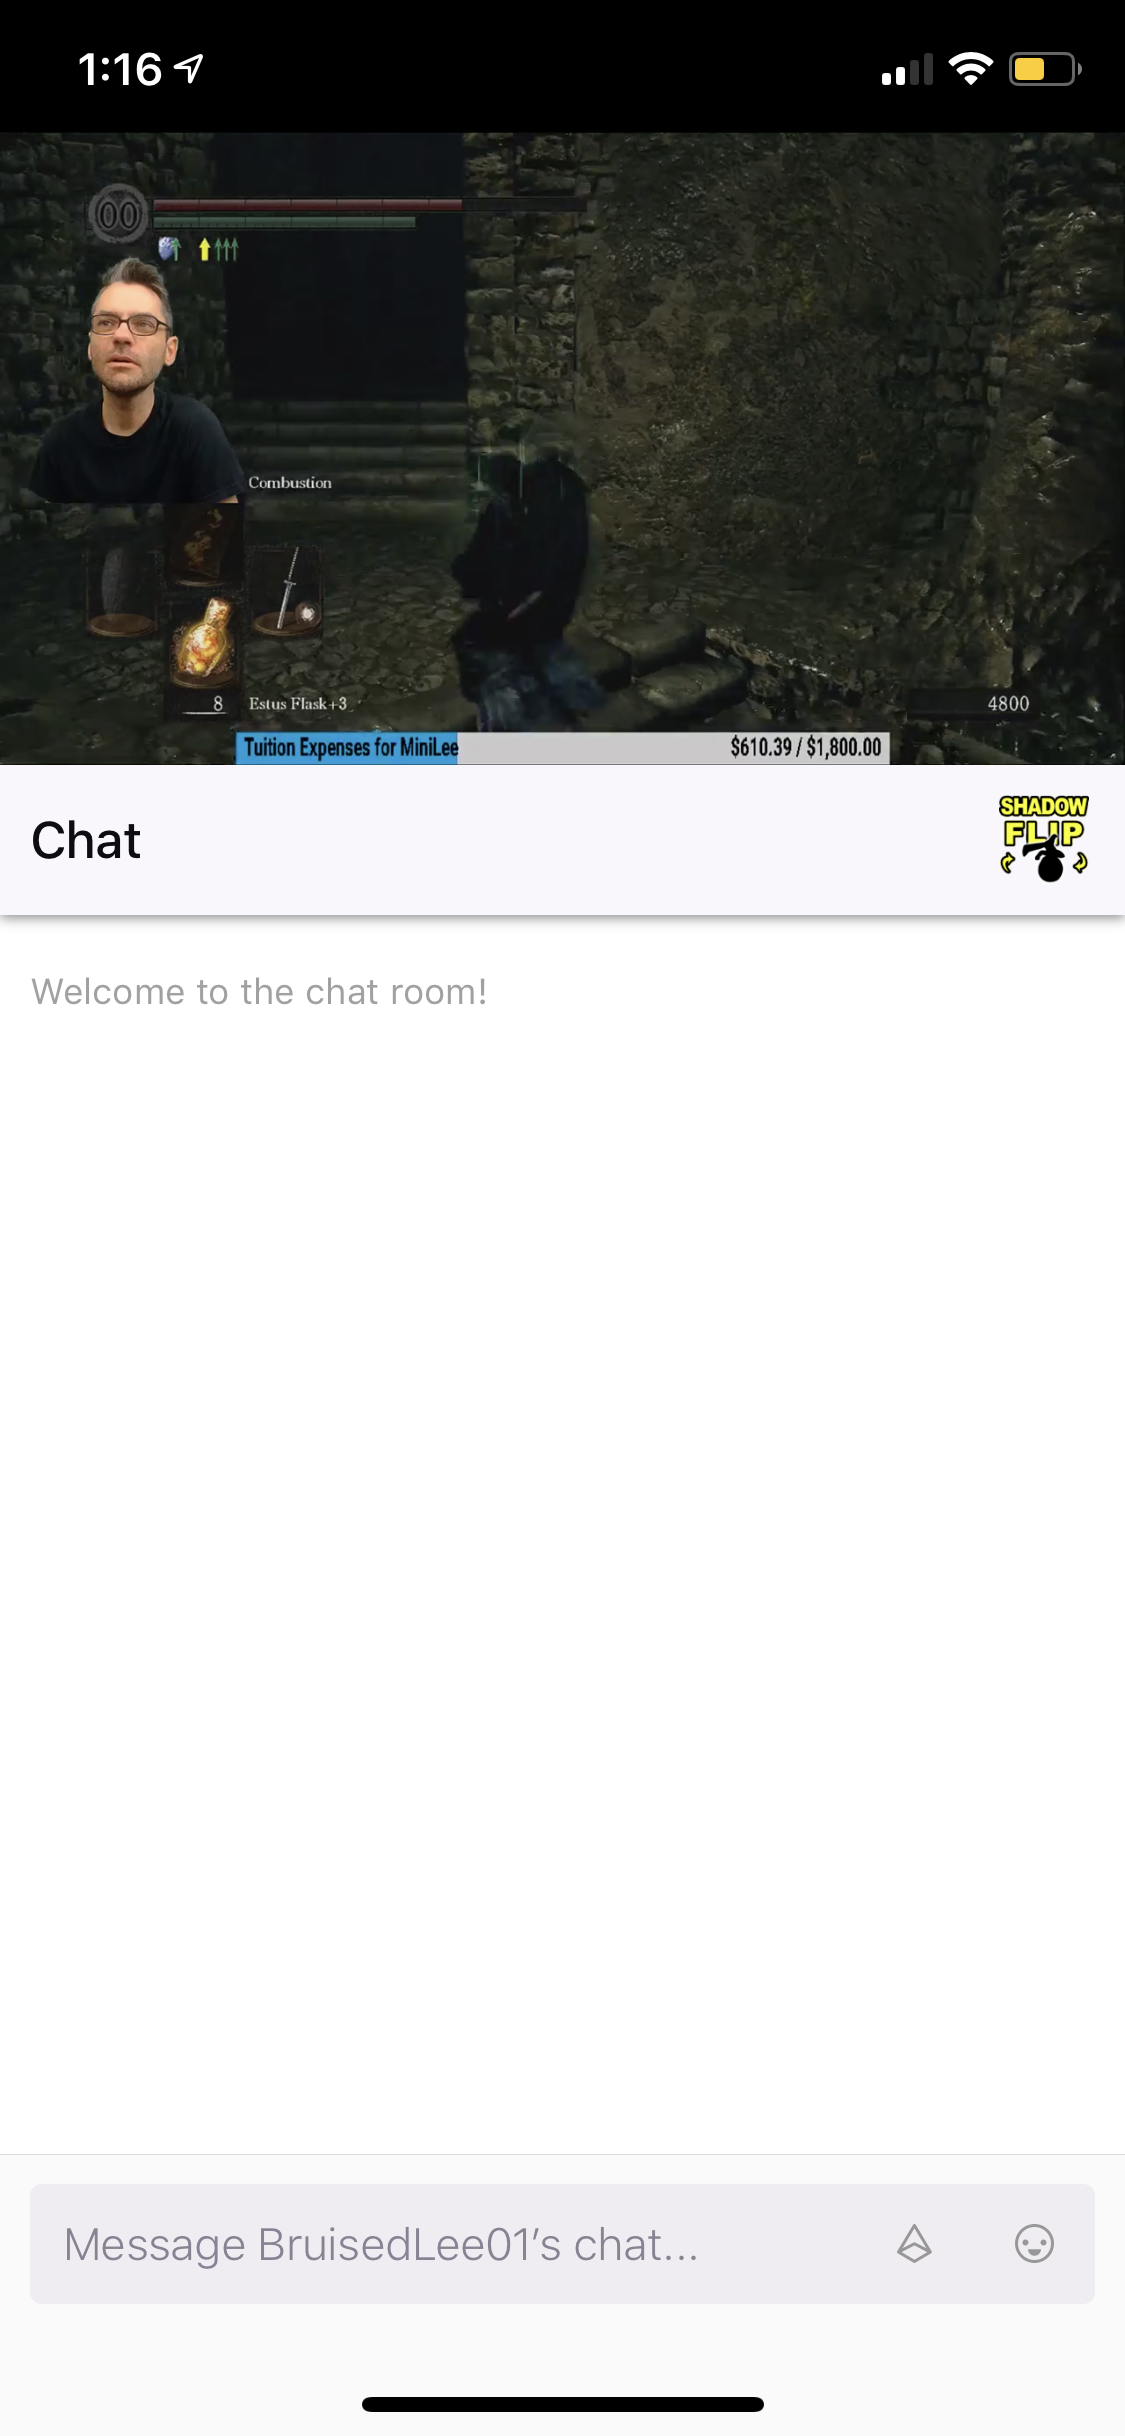 1:16
00
Combustion
8
Estus Flask+3
4800
Tuition Expenses for MiniLee
$610.39 / $1,800.00
Chat
SHADOW
FLIP
Welcome to the chat room!
Message BruisedLee01's chat...